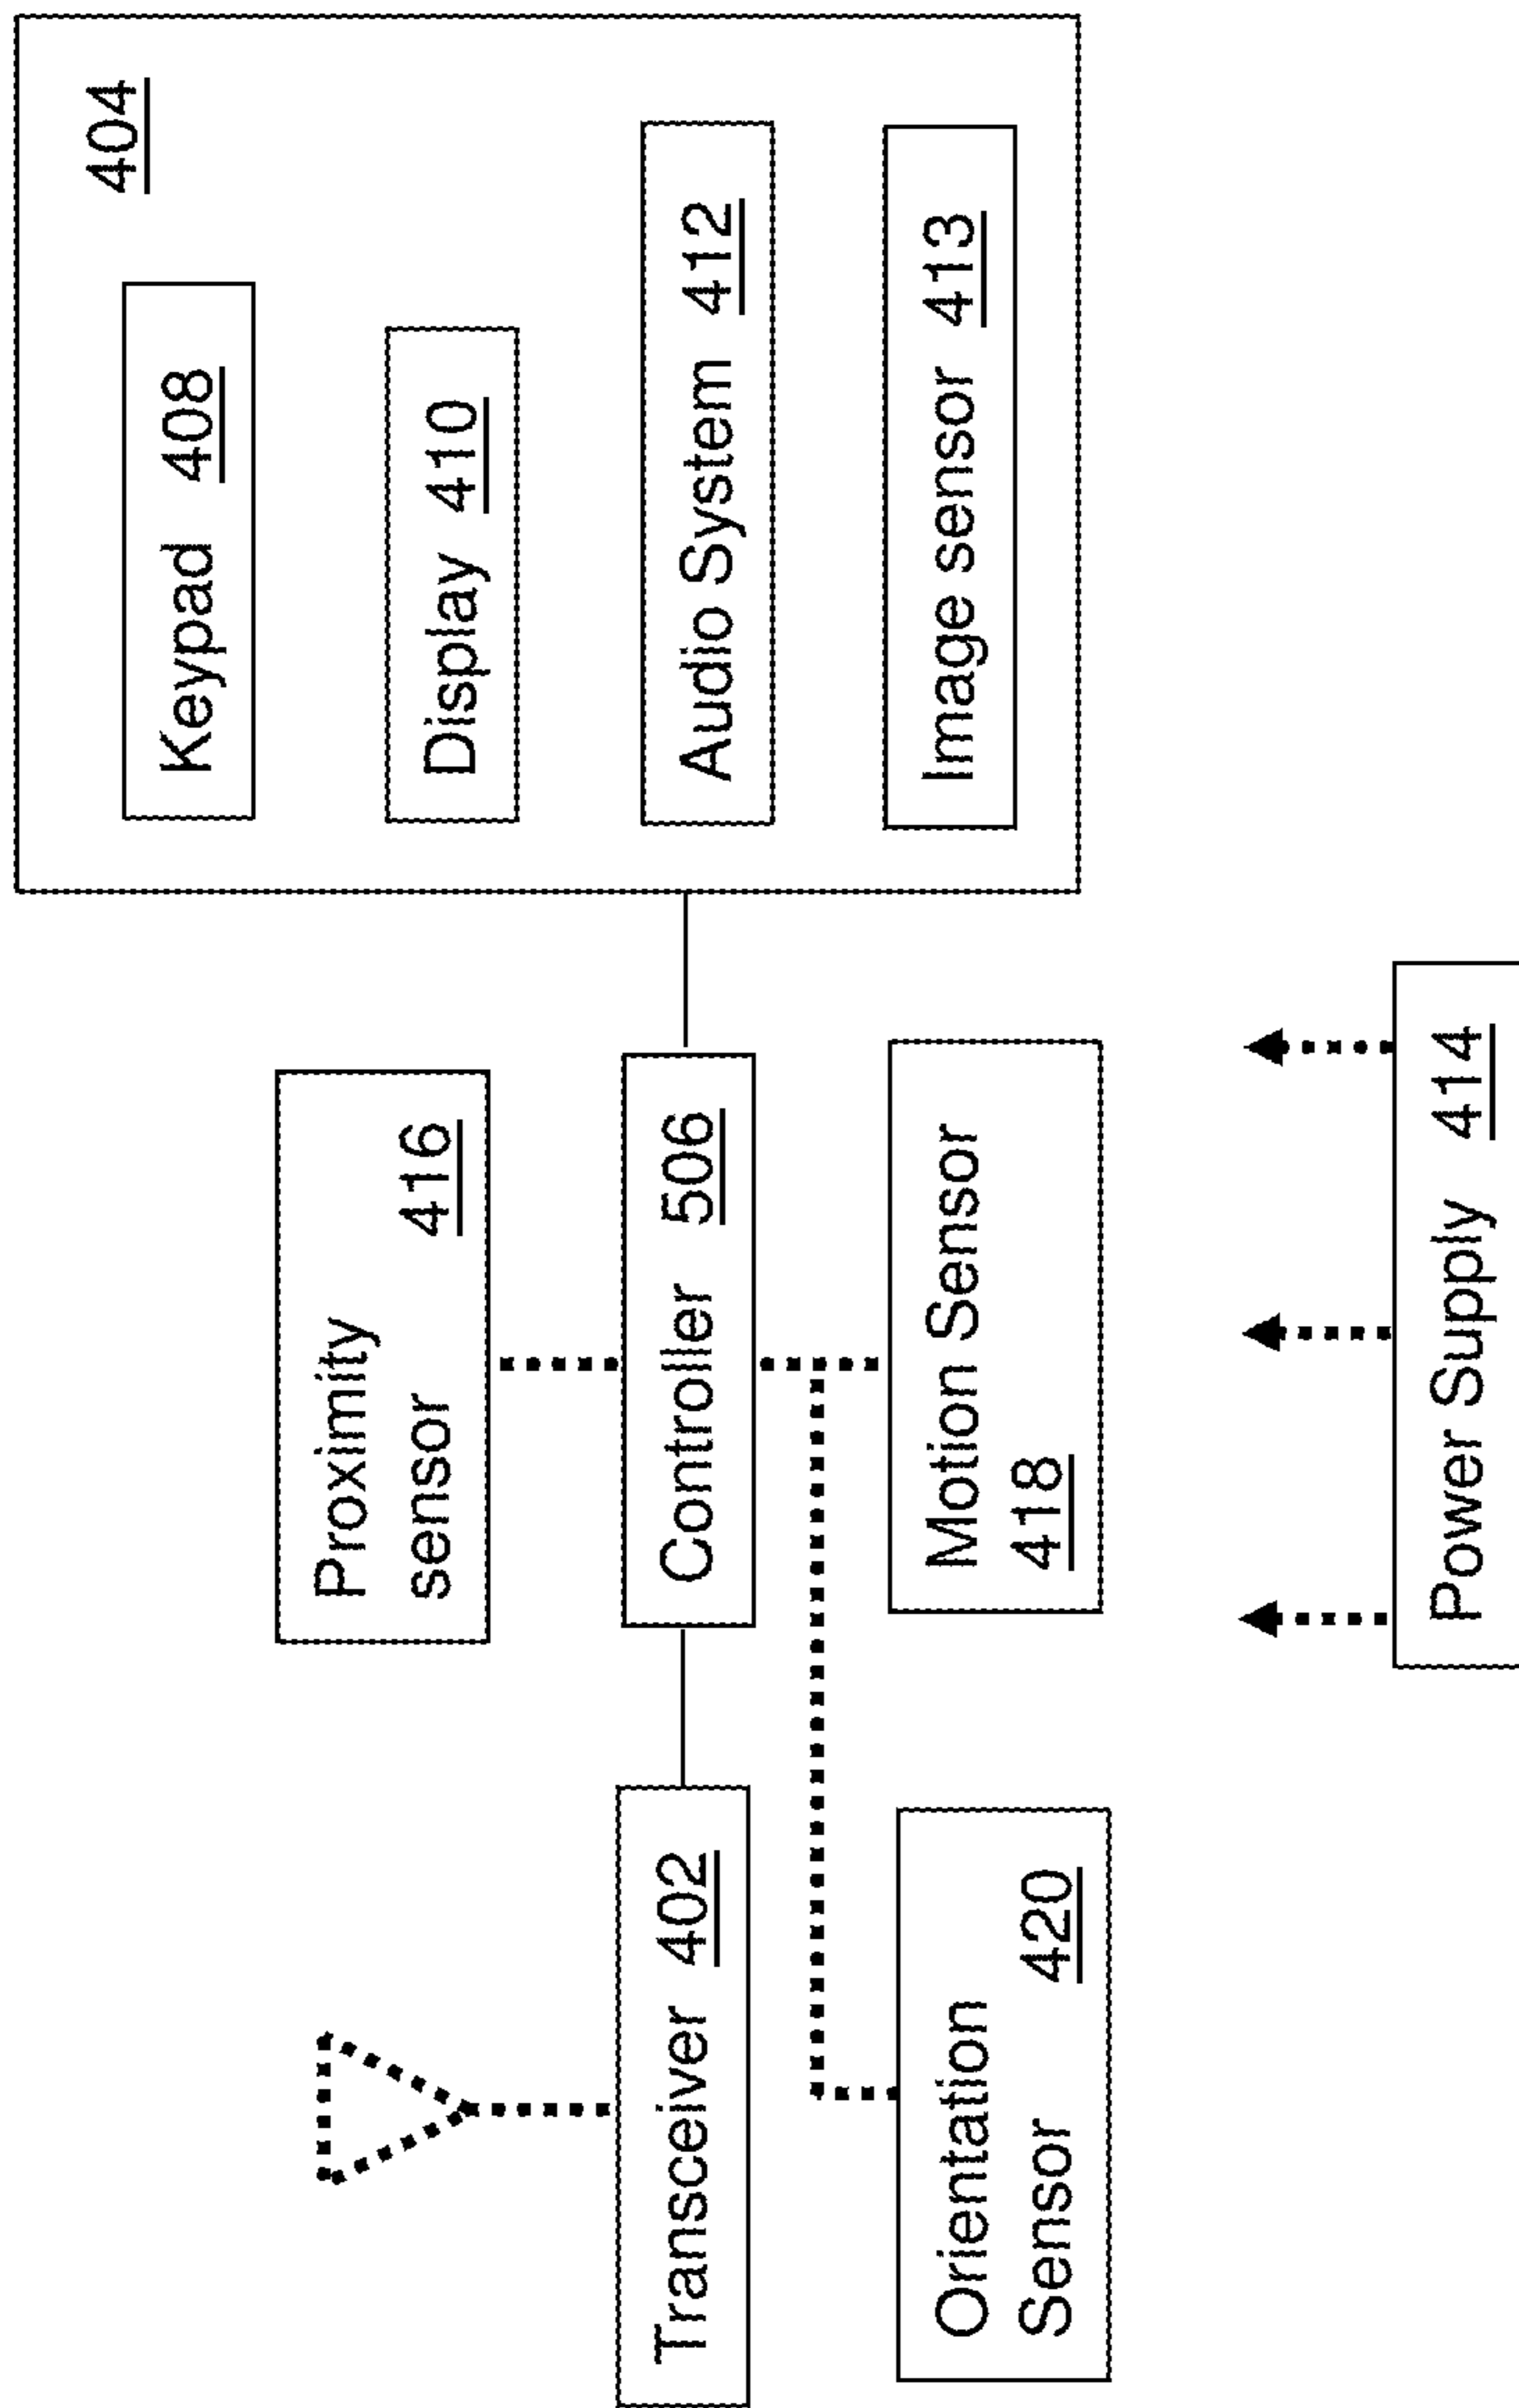 404
Keypad 408
Display 410
Audio System 412
Image sensor 413
Proximity
sensor 416
Controller 506
Motion Sensor
418
Transceiver 402
Orientation
Sensor 420
Power Supply 414